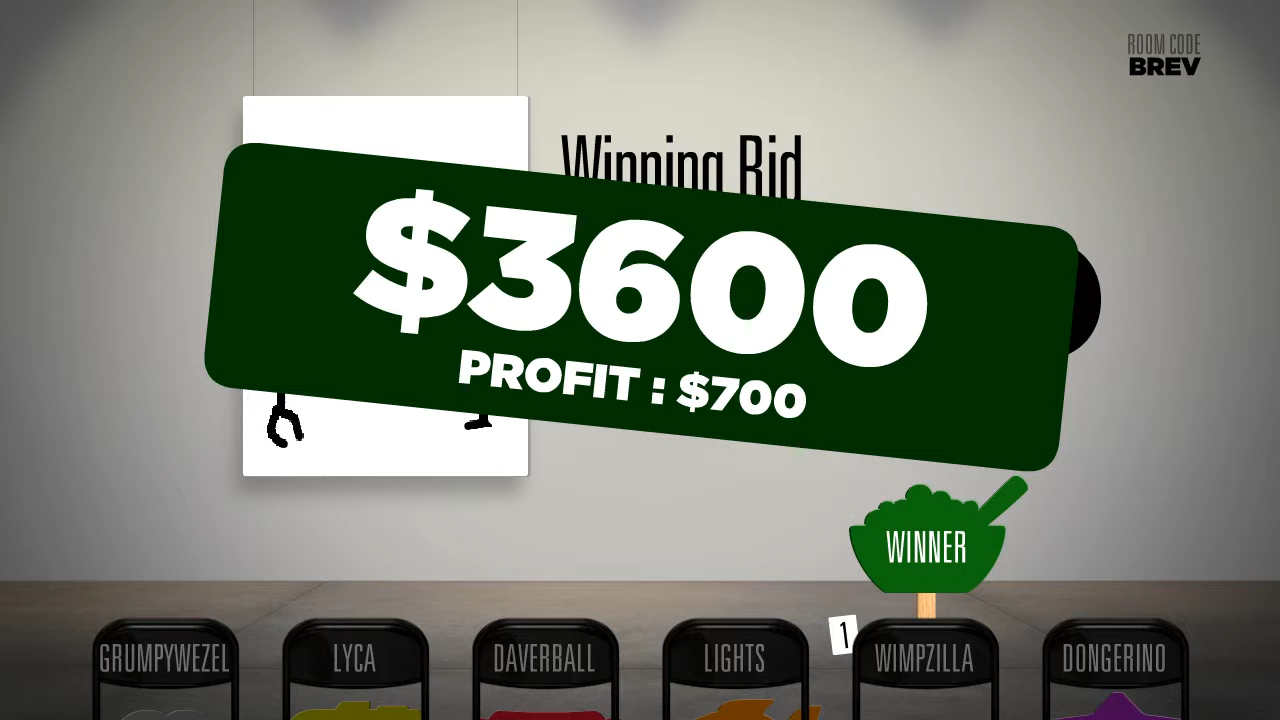 ROOM CODE
BREV
Winning Bid
$3600
PROFIT : $700
WINNER
1
GRUMPYWEZEL
LYCA
DAVERBALL
LIGHTS
WIMPZILLA
DONGERINO